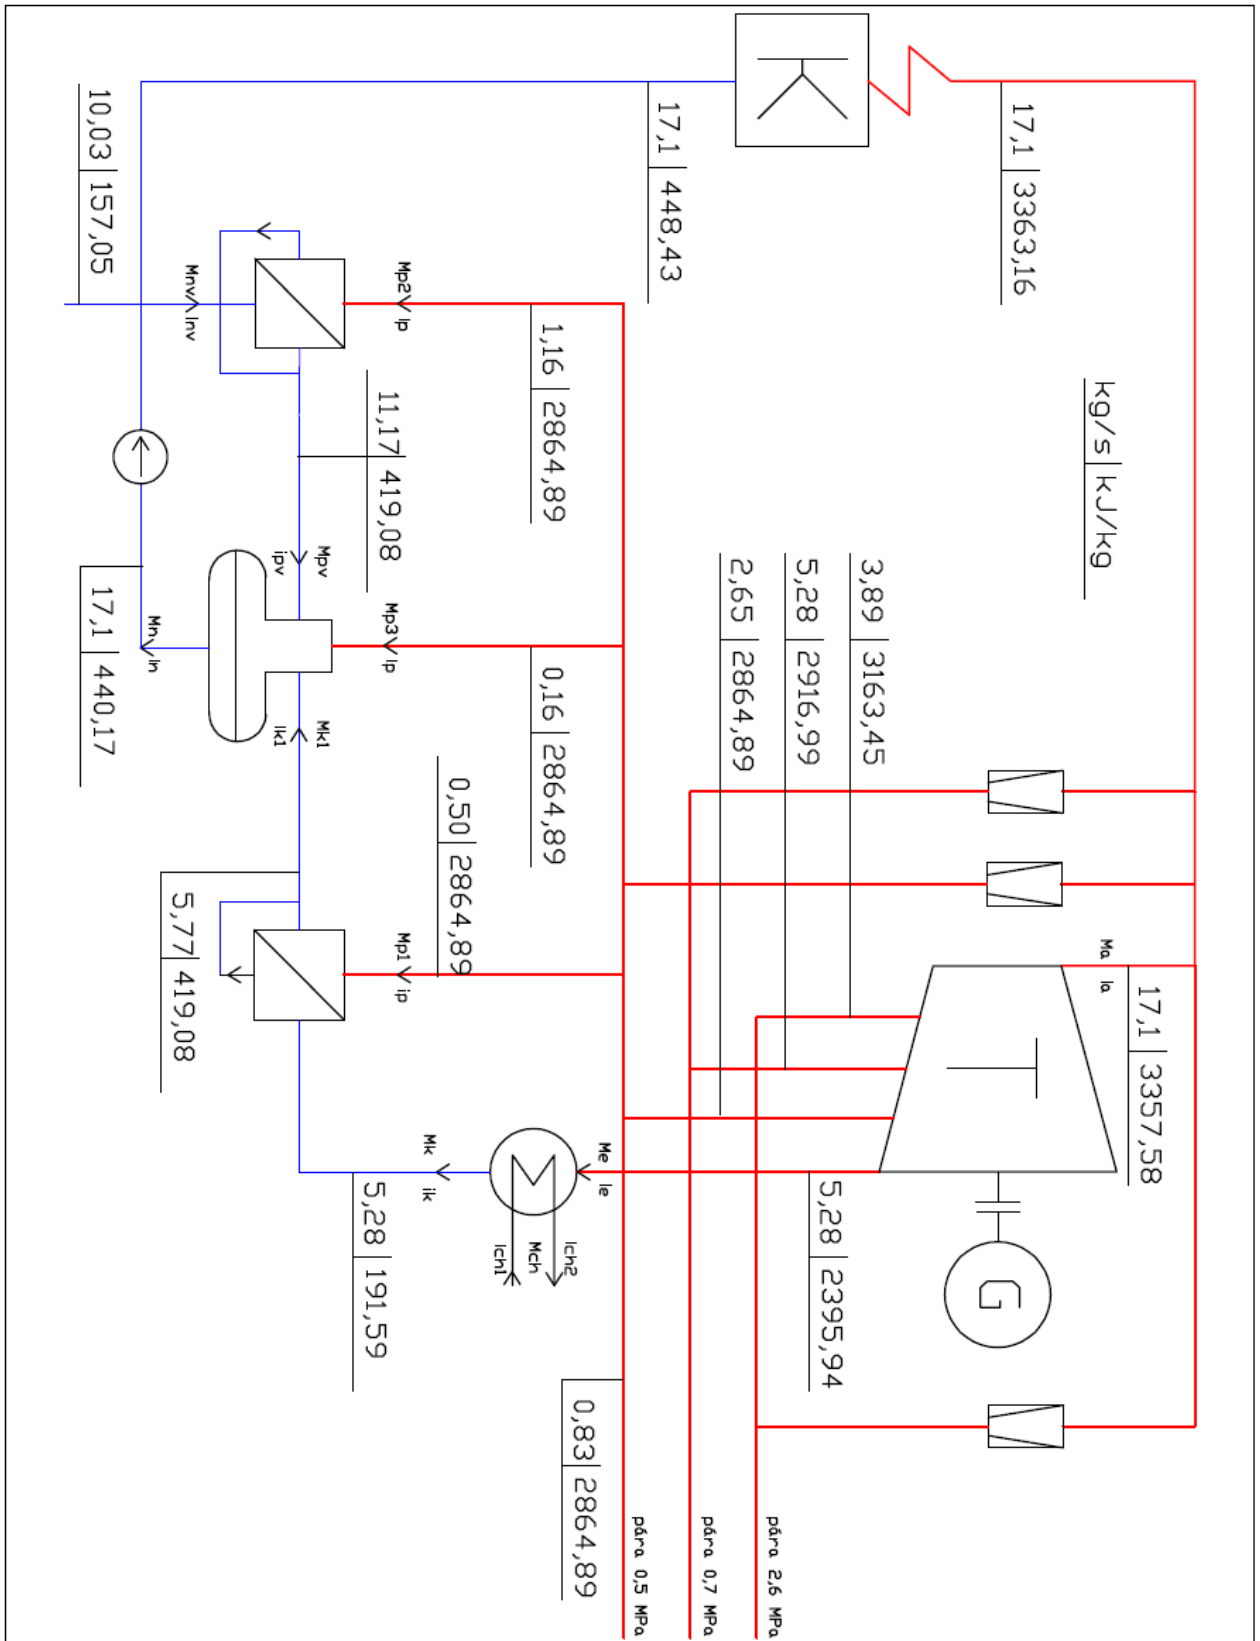 17,1 | 3357,58
Ma Ia
kg/s | kJ/kg
17,1 | 3363,16
T
G
K
3,89 | 3163,45
5,28 | 2395,94
5,28 | 2916,99
pára 2,6 MPa
2,65 | 2864,89
pára 0,7 MPa
17,1 | 448,43
pára 0,5 MPa
Me Ie
0,83 | 2864,89
Ich2
Mch
Ich1
1,16 | 2864,89
0,16 | 2864,89
0,50 | 2864,89
Mp2 Ip
Mp3 Ip
Mp1 ip
Mk ik
11,17 | 419,08
5,28 | 191,59
Mpv
ipv
Mk1
ik1
Mnv Inv
5,77 | 419,08
Mn In
10,03 | 157,05
17,1 | 440,17